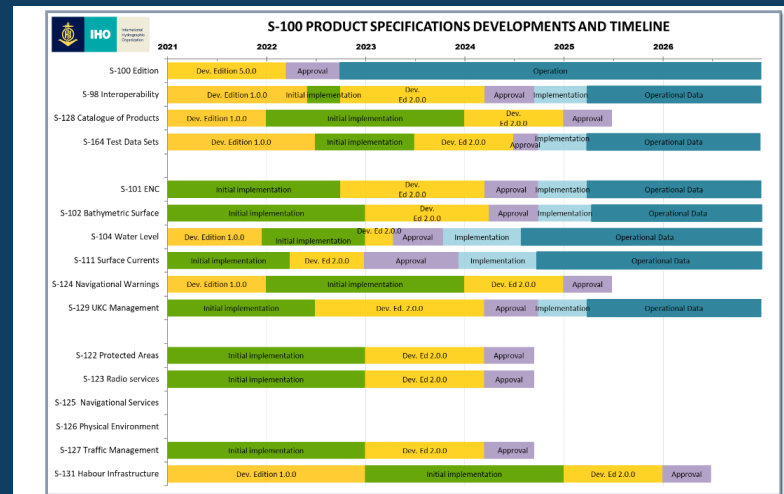 S-100 PRODUCT SPECIFICATIONS DEVELOPMENTS AND TIMELINE
IHO
International
Hydrographic
Organization
2021 2022 2023 2024 2025 2026
S-100 Edition Dev. Edition 5.0.0 Approval Operation
S-98 Interoperability Dev. Edition 1.0.0 Initial implementation Dev. Ed 2.0.0 Approval Implementation Operational Data
S-128 Catalogue of Products Dev. Edition 1.0.0 Initial implementation Dev. Ed 2.0.0 Approval
S-164 Test Data Sets Dev. Edition 1.0.0 Initial implementation Dev. Ed 2.0.0 Approval Implementation Operational Data
S-101 ENC Initial Implementation Dev. Ed 2.0.0 Approval Implementation Operational Data
S-102 Bathymetric Surface Initial implementation Dev. Ed 2.0.0 Approval Implementation Operational Data
S-104 Water Level Dev. Edition 1.0.0 Initial implementation Dev. Ed 2.0.0 Approval Implementation Operational Data
S-111 Surface Currents Initial implementation Dev. Ed 2.0.0 Approval Implementation Operational Data
S-124 Navigational Warnings Dev. Edition 1.0.0 Initial implementation Dev. Ed 2.0.0 Approval
S-129 UKC Management Initial implementation Dev. Ed. 2.0.0 Approval Implementation Operational Data
S-122 Protected Areas Initial implementation Dev. Ed 2.0.0 Approval
S-123 Radio services Initial implementation Dev. Ed 2.0.0 Appoval
S-125 Navigational Services
S-126 Physical Environment
S-127 Traffic Management Initial implementation Dev. Ed 2.0.0 Approval
S-131 Habour Infrastructure Dev. Edition 1.0.0 Initial implementation Dev. Ed 2.0.0 Approval